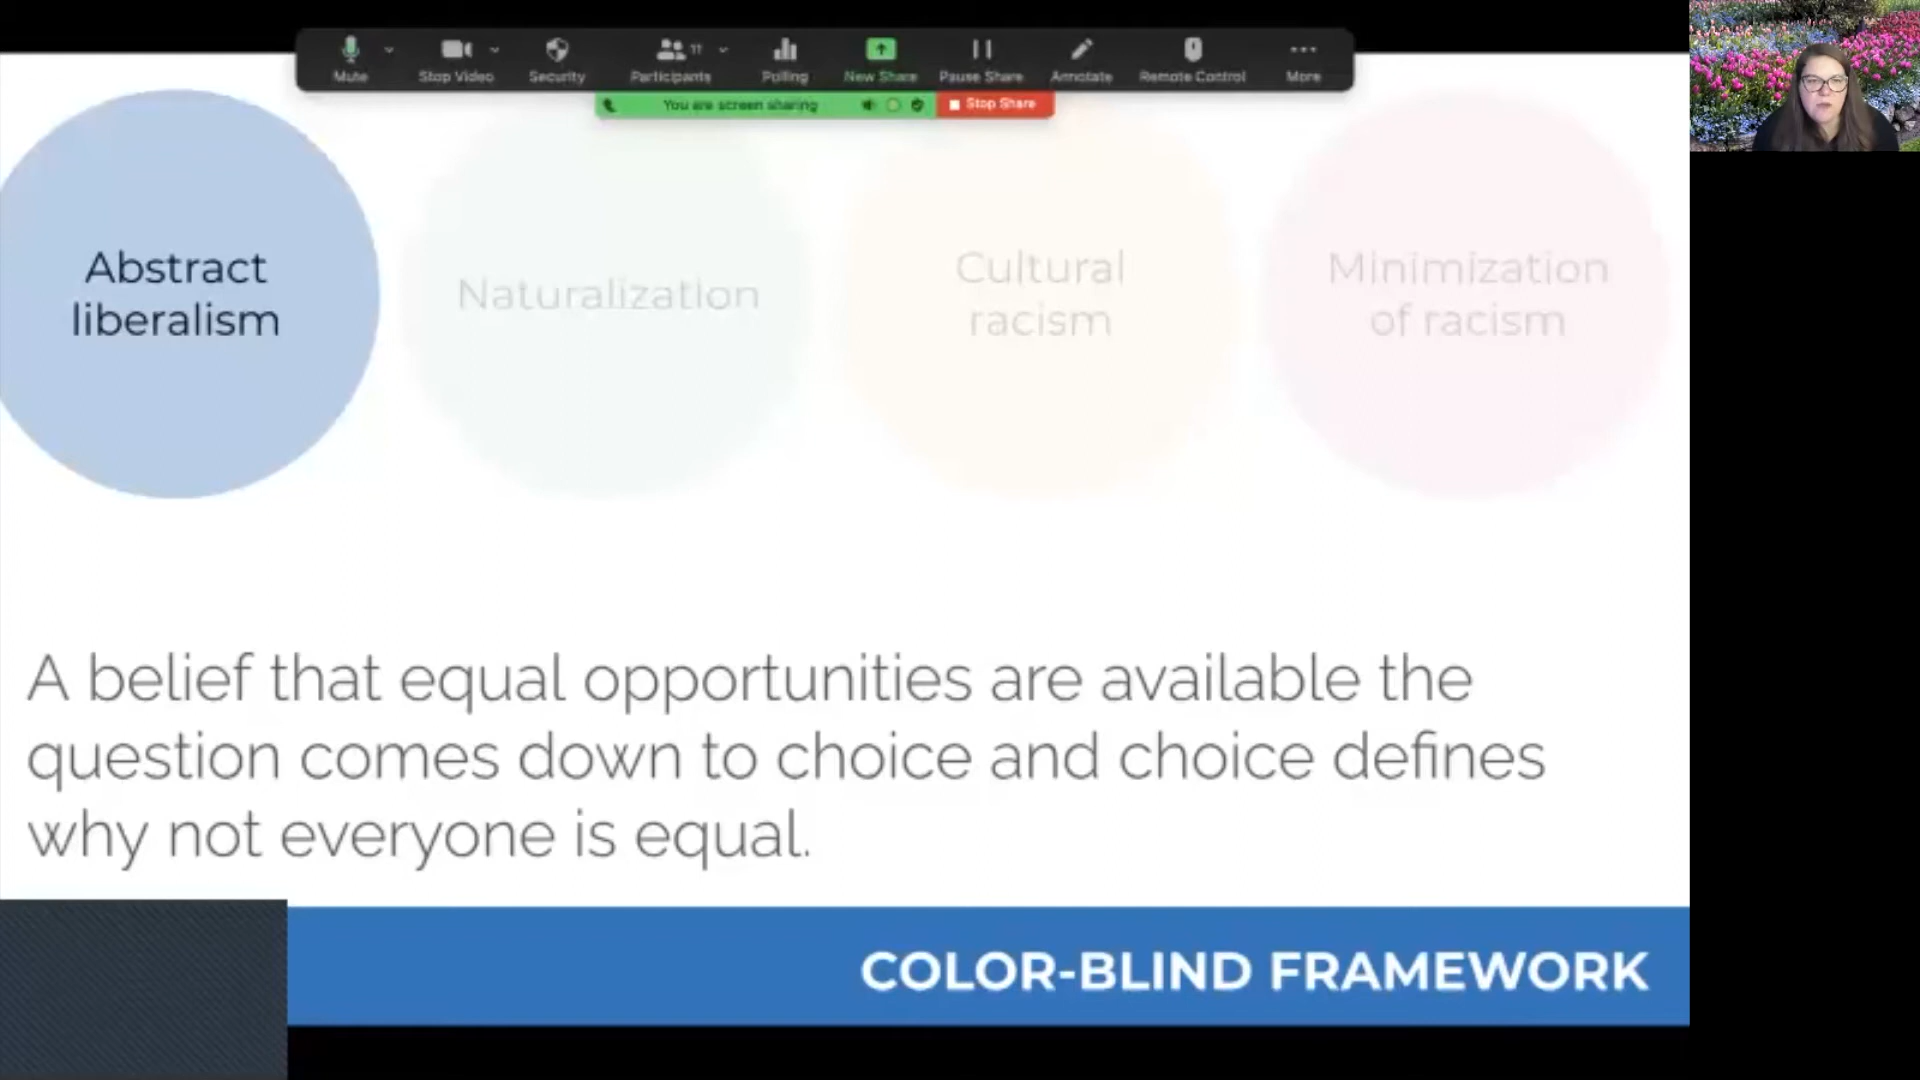 Mute
Stop Video
Security
11
Participants
Polling
New Share
Pause Share
Annotate
Remote Control
More
You are screen sharing
Stop Share
Abstract
liberalism
Naturalization
Cultural
racism
Minimization
of racism
A belief that equal opportunities are available the
question comes down to choice and choice defines
why not everyone is equal.
COLOR-BLIND FRAMEWORK